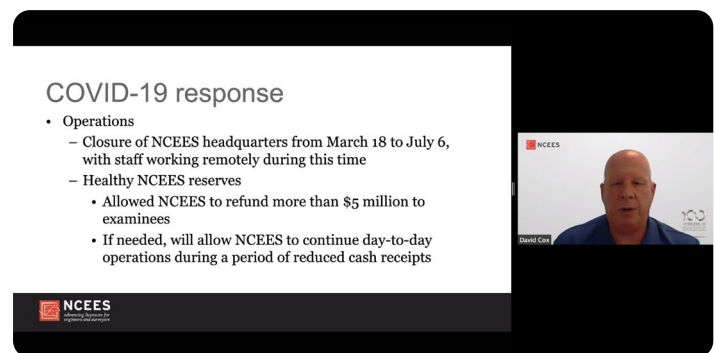 COVID-19 response
• Operations
– Closure of NCEES headquarters from March 18 to July 6,
with staff working remotely during this time
– Healthy NCEES reserves
• Allowed NCEES to refund more than $5 million to
examinees
• If needed, will allow NCEES to continue day-to-day
operations during a period of reduced cash receipts
NCEES
advancing licensure for
engineers and surveyors
NCEES
100
David Cox